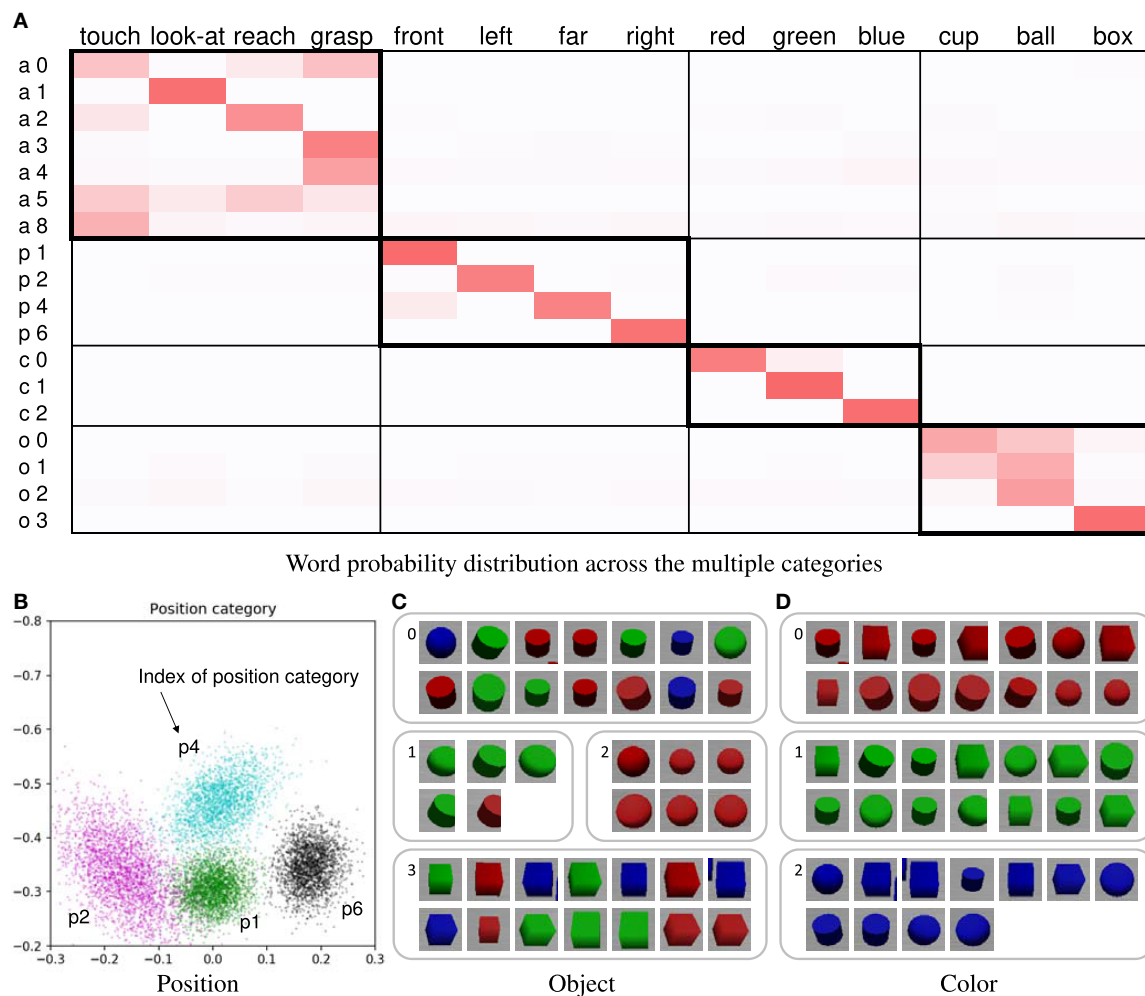 A
touch look-at reach grasp front left far right red green blue cup ball box
a 0
a 1
a 2
a 3
a 4
a 5
a 8
p 1
p 2
p 4
p 6
c 0
c 1
c 2
o 0
o 1
o 2
o 3
Word probability distribution across the multiple categories
B
Position category
−0.8
−0.7
−0.6
−0.5
−0.4
−0.3
−0.2
Index of position category
p4
p2
p1
p6
−0.3 −0.2 −0.1 0.0 0.1 0.2 0.3
Position
C
0
1
2
3
Object
D
0
1
2
Color